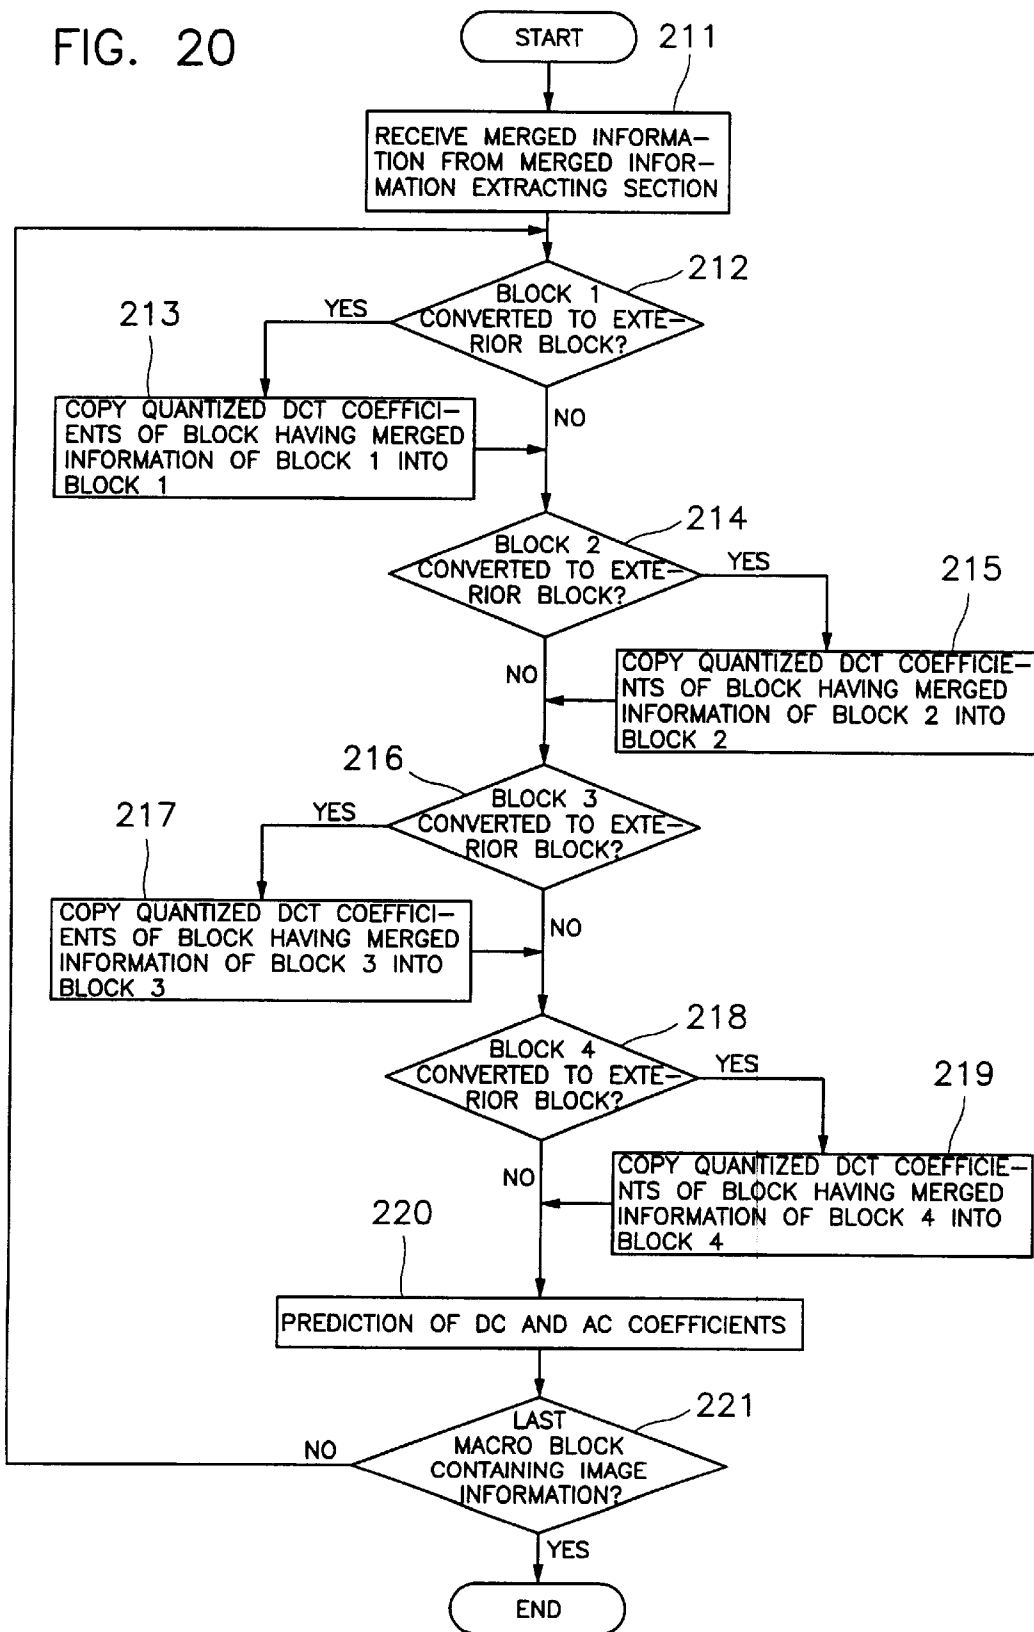 FIG. 20
START
211
RECEIVE MERGED INFORMA-
TION FROM MERGED INFOR-
MATION EXTRACTING SECTION
212
BLOCK 1
CONVERTED TO EXTE-
RIOR BLOCK?
YES
NO
213
COPY QUANTIZED DCT COEFFICI-
ENTS OF BLOCK HAVING MERGED
INFORMATION OF BLOCK 1 INTO
BLOCK 1
214
BLOCK 2
CONVERTED TO EXTE-
RIOR BLOCK?
YES
NO
215
COPY QUANTIZED DCT COEFFICIE-
NTS OF BLOCK HAVING MERGED
INFORMATION OF BLOCK 2 INTO
BLOCK 2
216
BLOCK 3
CONVERTED TO EXTE-
RIOR BLOCK?
YES
NO
217
COPY QUANTIZED DCT COEFFICI-
ENTS OF BLOCK HAVING MERGED
INFORMATION OF BLOCK 3 INTO
BLOCK 3
218
BLOCK 4
CONVERTED TO EXTE-
RIOR BLOCK?
YES
NO
219
COPY QUANTIZED DCT COEFFICIE-
NTS OF BLOCK HAVING MERGED
INFORMATION OF BLOCK 4 INTO
BLOCK 4
220
PREDICTION OF DC AND AC COEFFICIENTS
221
LAST
MACRO BLOCK
CONTAINING IMAGE
INFORMATION?
NO
YES
END